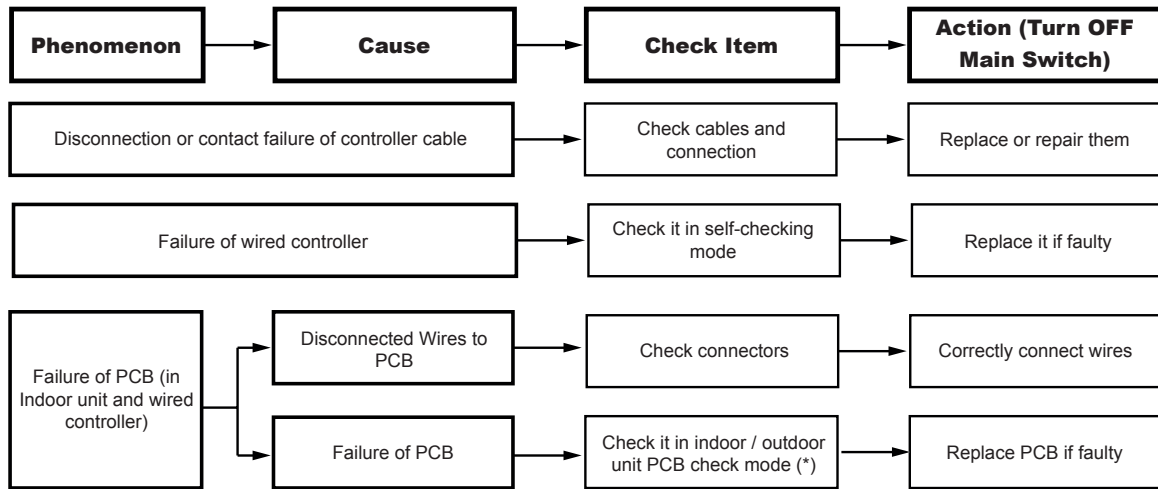 Phenomenon
Cause
Check Item
Action (Turn OFF
Main Switch)
Disconnection or contact failure of controller cable
Check cables and
connection
Replace or repair them
Failure of wired controller
Check it in self-checking
mode
Replace it if faulty
Failure of PCB (in
Indoor unit and wired
controller)
Disconnected Wires to
PCB
Check connectors
Correctly connect wires
Failure of PCB
Check it in indoor / outdoor
unit PCB check mode (*)
Replace PCB if faulty